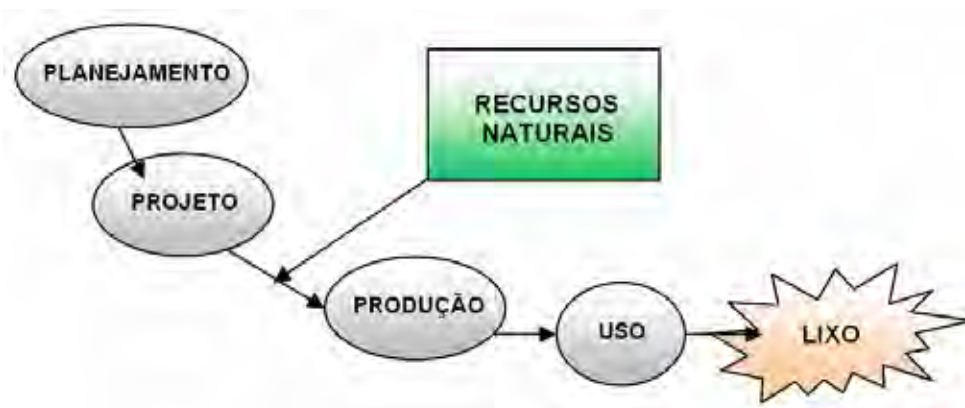 PLANEJAMENTO
RECURSOS
NATURAIS
PROJETO
PRODUÇÃO
USO
LIXO